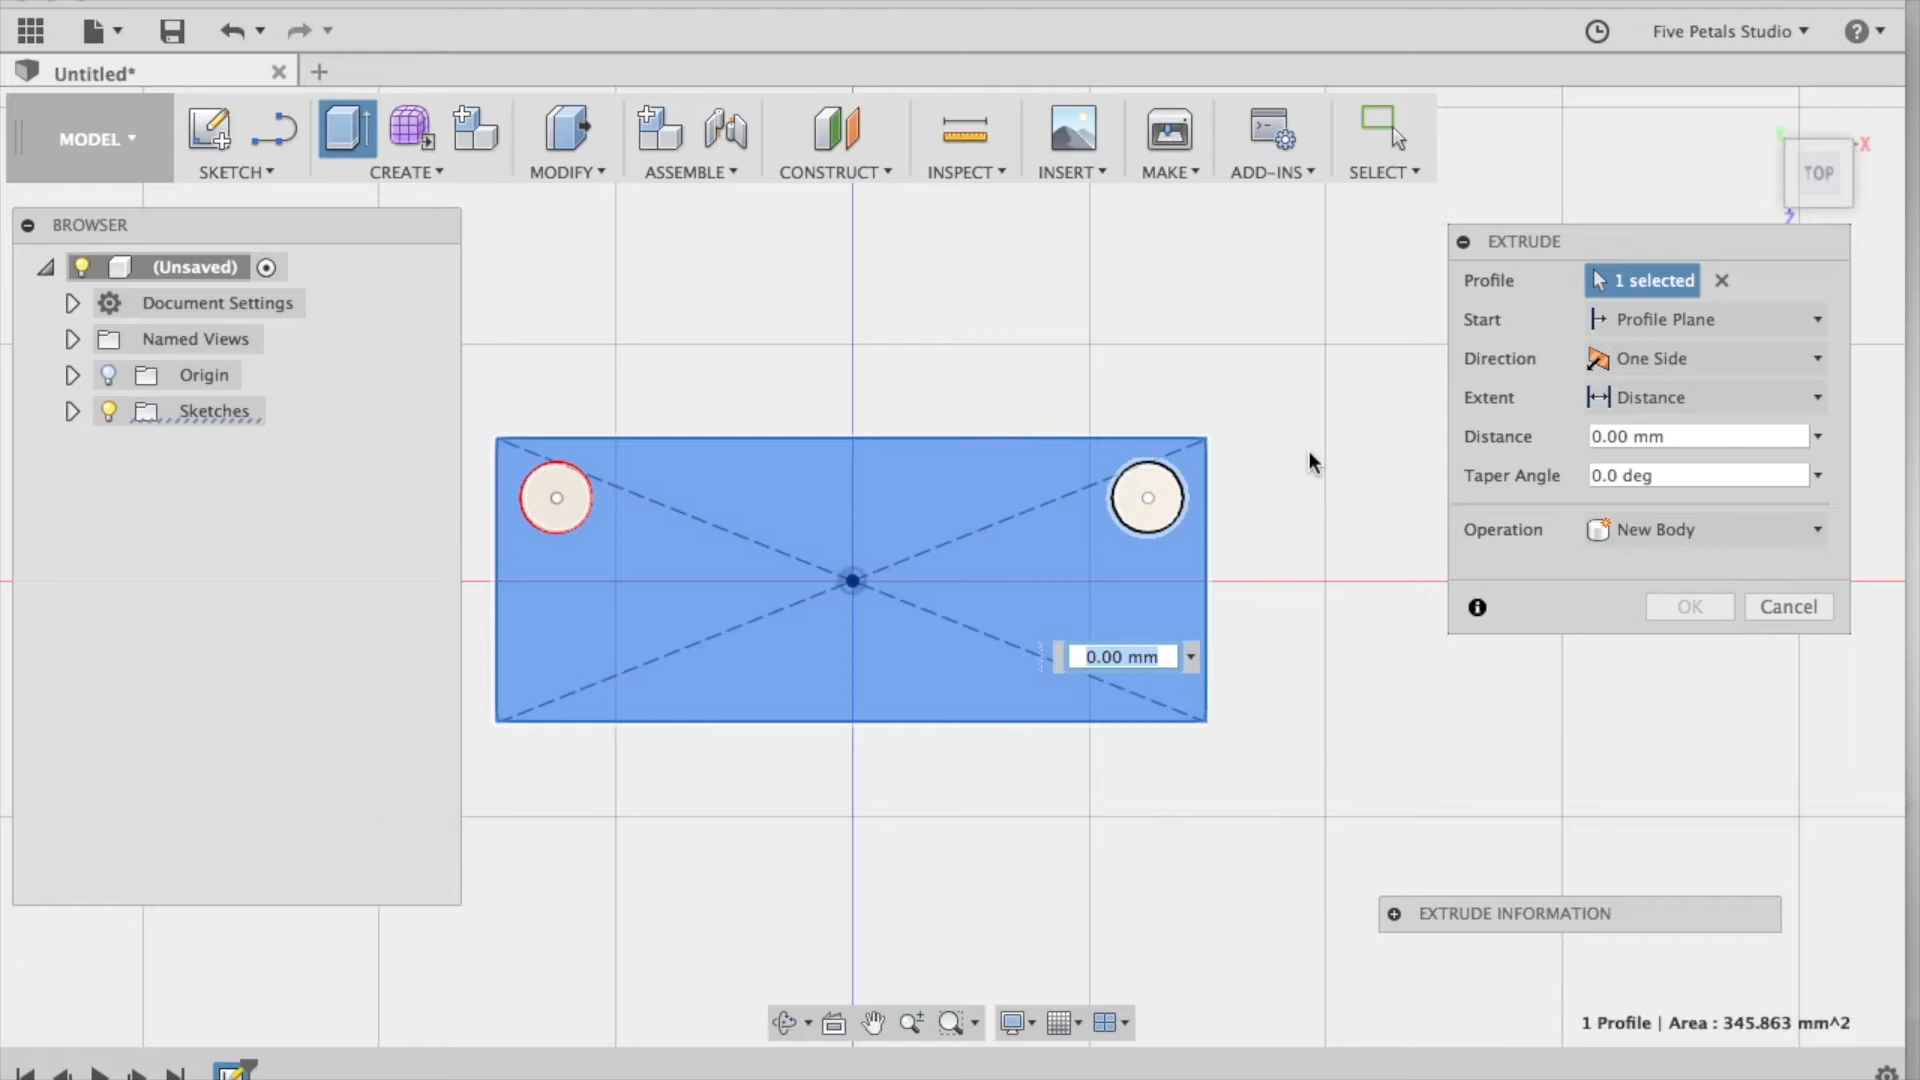 Five Petals Studio
Untitled*
MODEL
SKETCH
CREATE
MODIFY
ASSEMBLE
CONSTRUCT
INSPECT
INSERT
MAKE
ADD-INS
SELECT
TOP
X
Z
BROWSER
(Unsaved)
Document Settings
Named Views
Origin
Sketches
EXTRUDE
Profile 1 selected
Start Profile Plane
Direction One Side
Extent Distance
Distance 0.00 mm
Taper Angle 0.0 deg
Operation New Body
OK Cancel
0.00 mm
EXTRUDE INFORMATION
1 Profile | Area : 345.863 mm^2